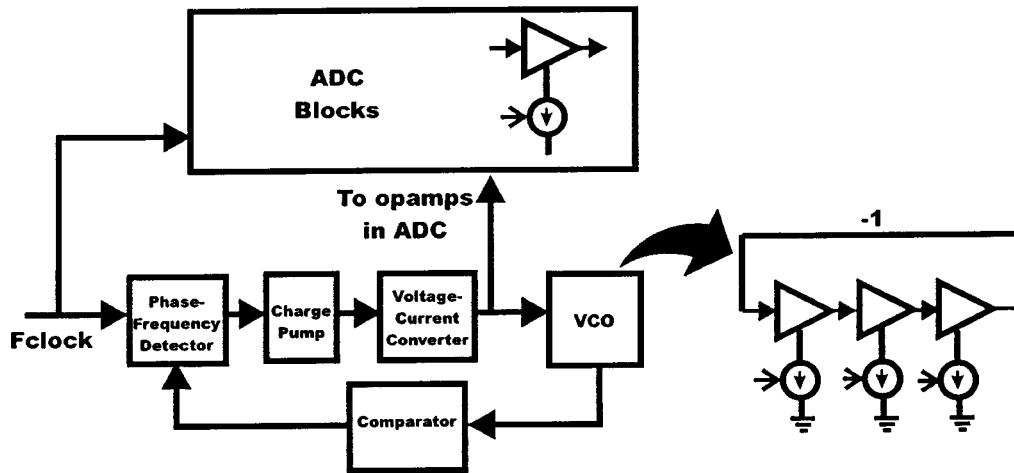 ADC
Blocks
To opamps
in ADC
-1
Fclock
Phase-
Frequency
Detector
Charge
Pump
Voltage-
Current
Converter
VCO
Comparator